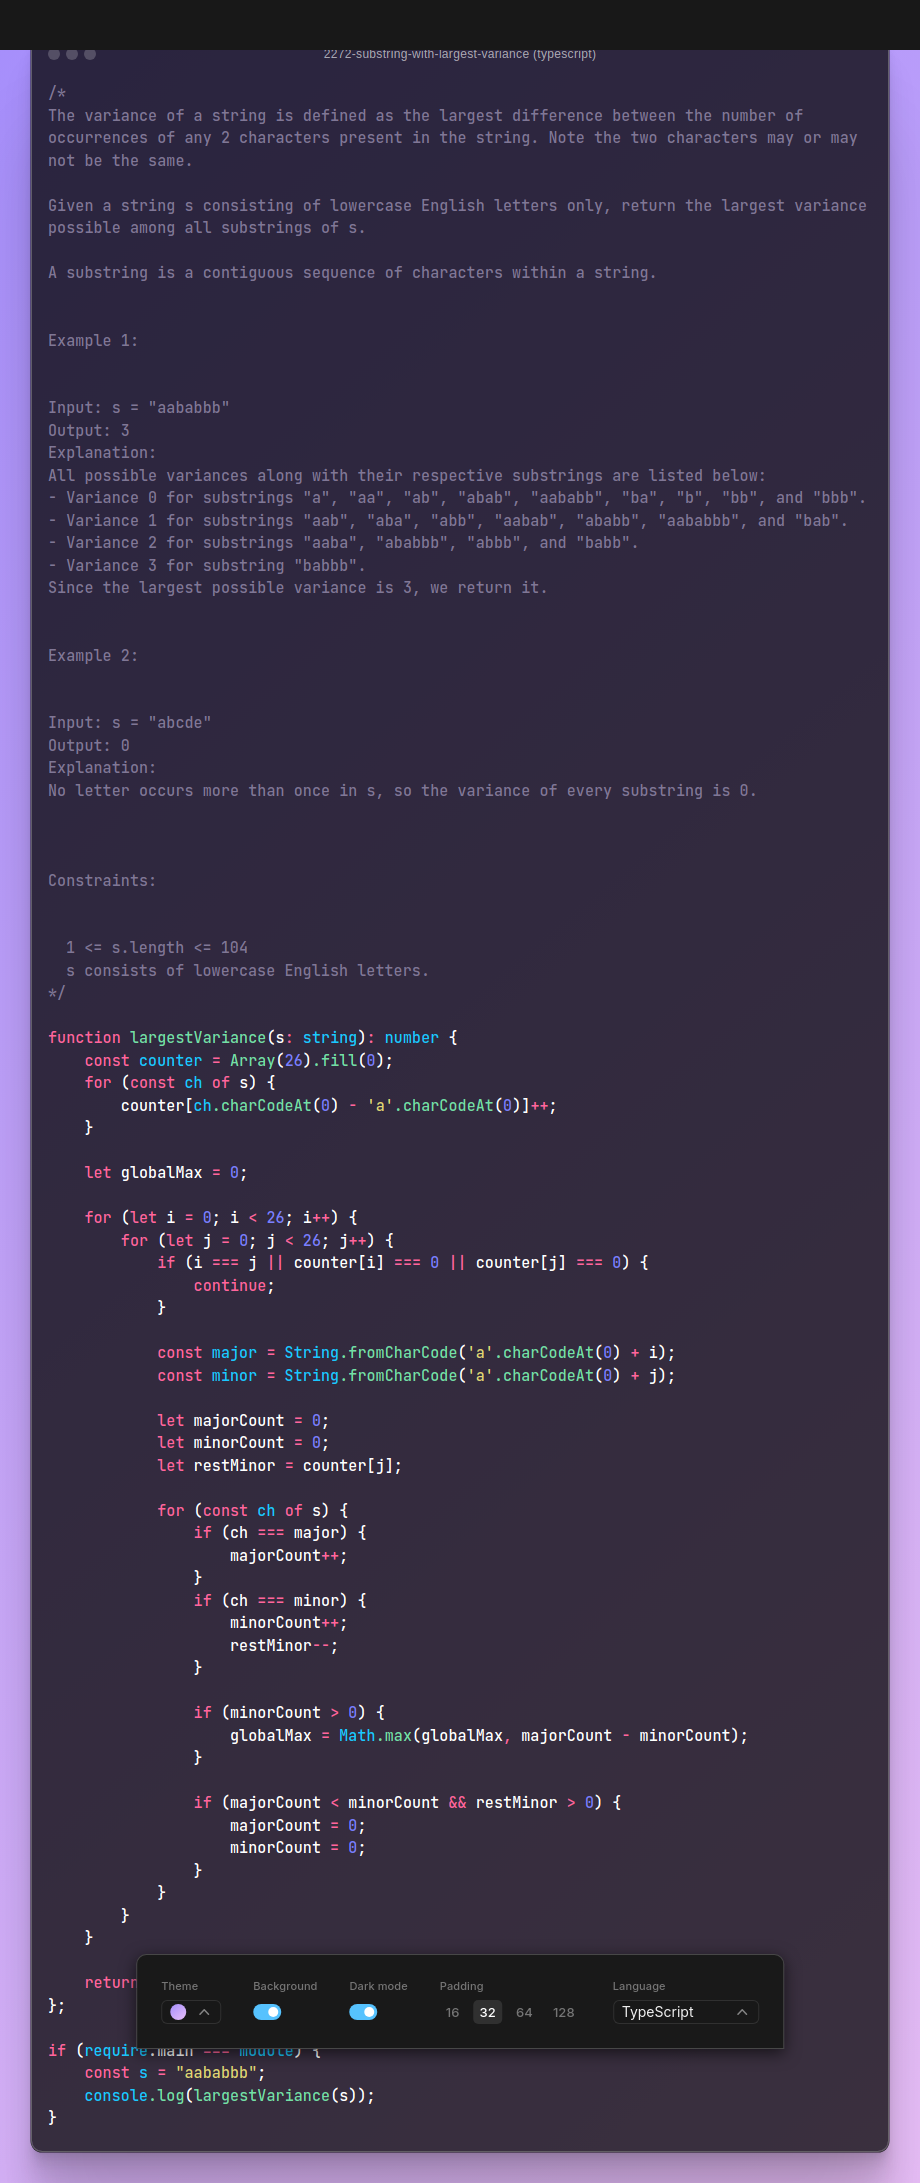 2272-substring-with-largest-variance (typescript)
/*
The variance of a string is defined as the largest difference between the number of
occurrences of any 2 characters present in the string. Note the two characters may or may
not be the same.

Given a string s consisting of lowercase English letters only, return the largest variance
possible among all substrings of s.

A substring is a contiguous sequence of characters within a string.


Example 1:


Input: s = "aababbb"
Output: 3
Explanation:
All possible variances along with their respective substrings are listed below:
- Variance 0 for substrings "a", "aa", "ab", "abab", "aababb", "ba", "b", "bb", and "bbb".
- Variance 1 for substrings "aab", "aba", "abb", "aabab", "ababb", "aababbb", and "bab".
- Variance 2 for substrings "aaba", "ababbb", "abbb", and "babb".
- Variance 3 for substring "babbb".
Since the largest possible variance is 3, we return it.


Example 2:


Input: s = "abcde"
Output: 0
Explanation:
No letter occurs more than once in s, so the variance of every substring is 0.



Constraints:


  1 <= s.length <= 104
  s consists of lowercase English letters.
*/

function largestVariance(s: string): number {
    const counter = Array(26).fill(0);
    for (const ch of s) {
        counter[ch.charCodeAt(0) - 'a'.charCodeAt(0)]++;
    }

    let globalMax = 0;

    for (let i = 0; i < 26; i++) {
        for (let j = 0; j < 26; j++) {
            if (i === j || counter[i] === 0 || counter[j] === 0) {
                continue;
            }

            const major = String.fromCharCode('a'.charCodeAt(0) + i);
            const minor = String.fromCharCode('a'.charCodeAt(0) + j);

            let majorCount = 0;
            let minorCount = 0;
            let restMinor = counter[j];

            for (const ch of s) {
                if (ch === major) {
                    majorCount++;
                }
                if (ch === minor) {
                    minorCount++;
                    restMinor--;
                }

                if (minorCount > 0) {
                    globalMax = Math.max(globalMax, majorCount - minorCount);
                }

                if (majorCount < minorCount && restMinor > 0) {
                    majorCount = 0;
                    minorCount = 0;
                }
            }
        }
    }

    return
};
Theme Background Dark mode Padding Language
16 32 64 128 TypeScript

if (require.main === module) {
    const s = "aababbb";
    console.log(largestVariance(s));
}